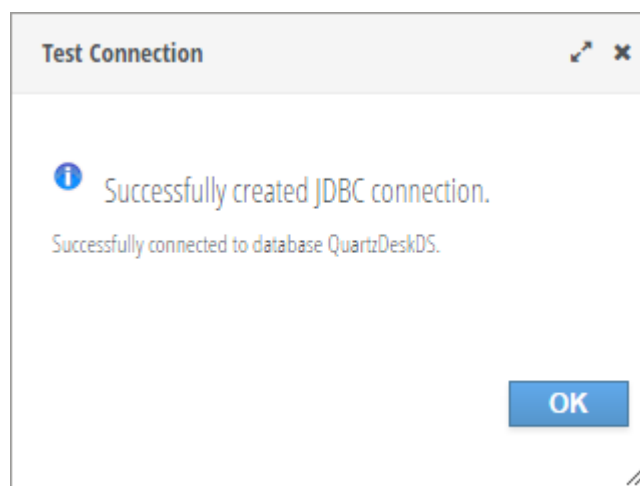 Test Connection
Successfully created JDBC connection.
Successfully connected to database QuartzDeskDS.
OK